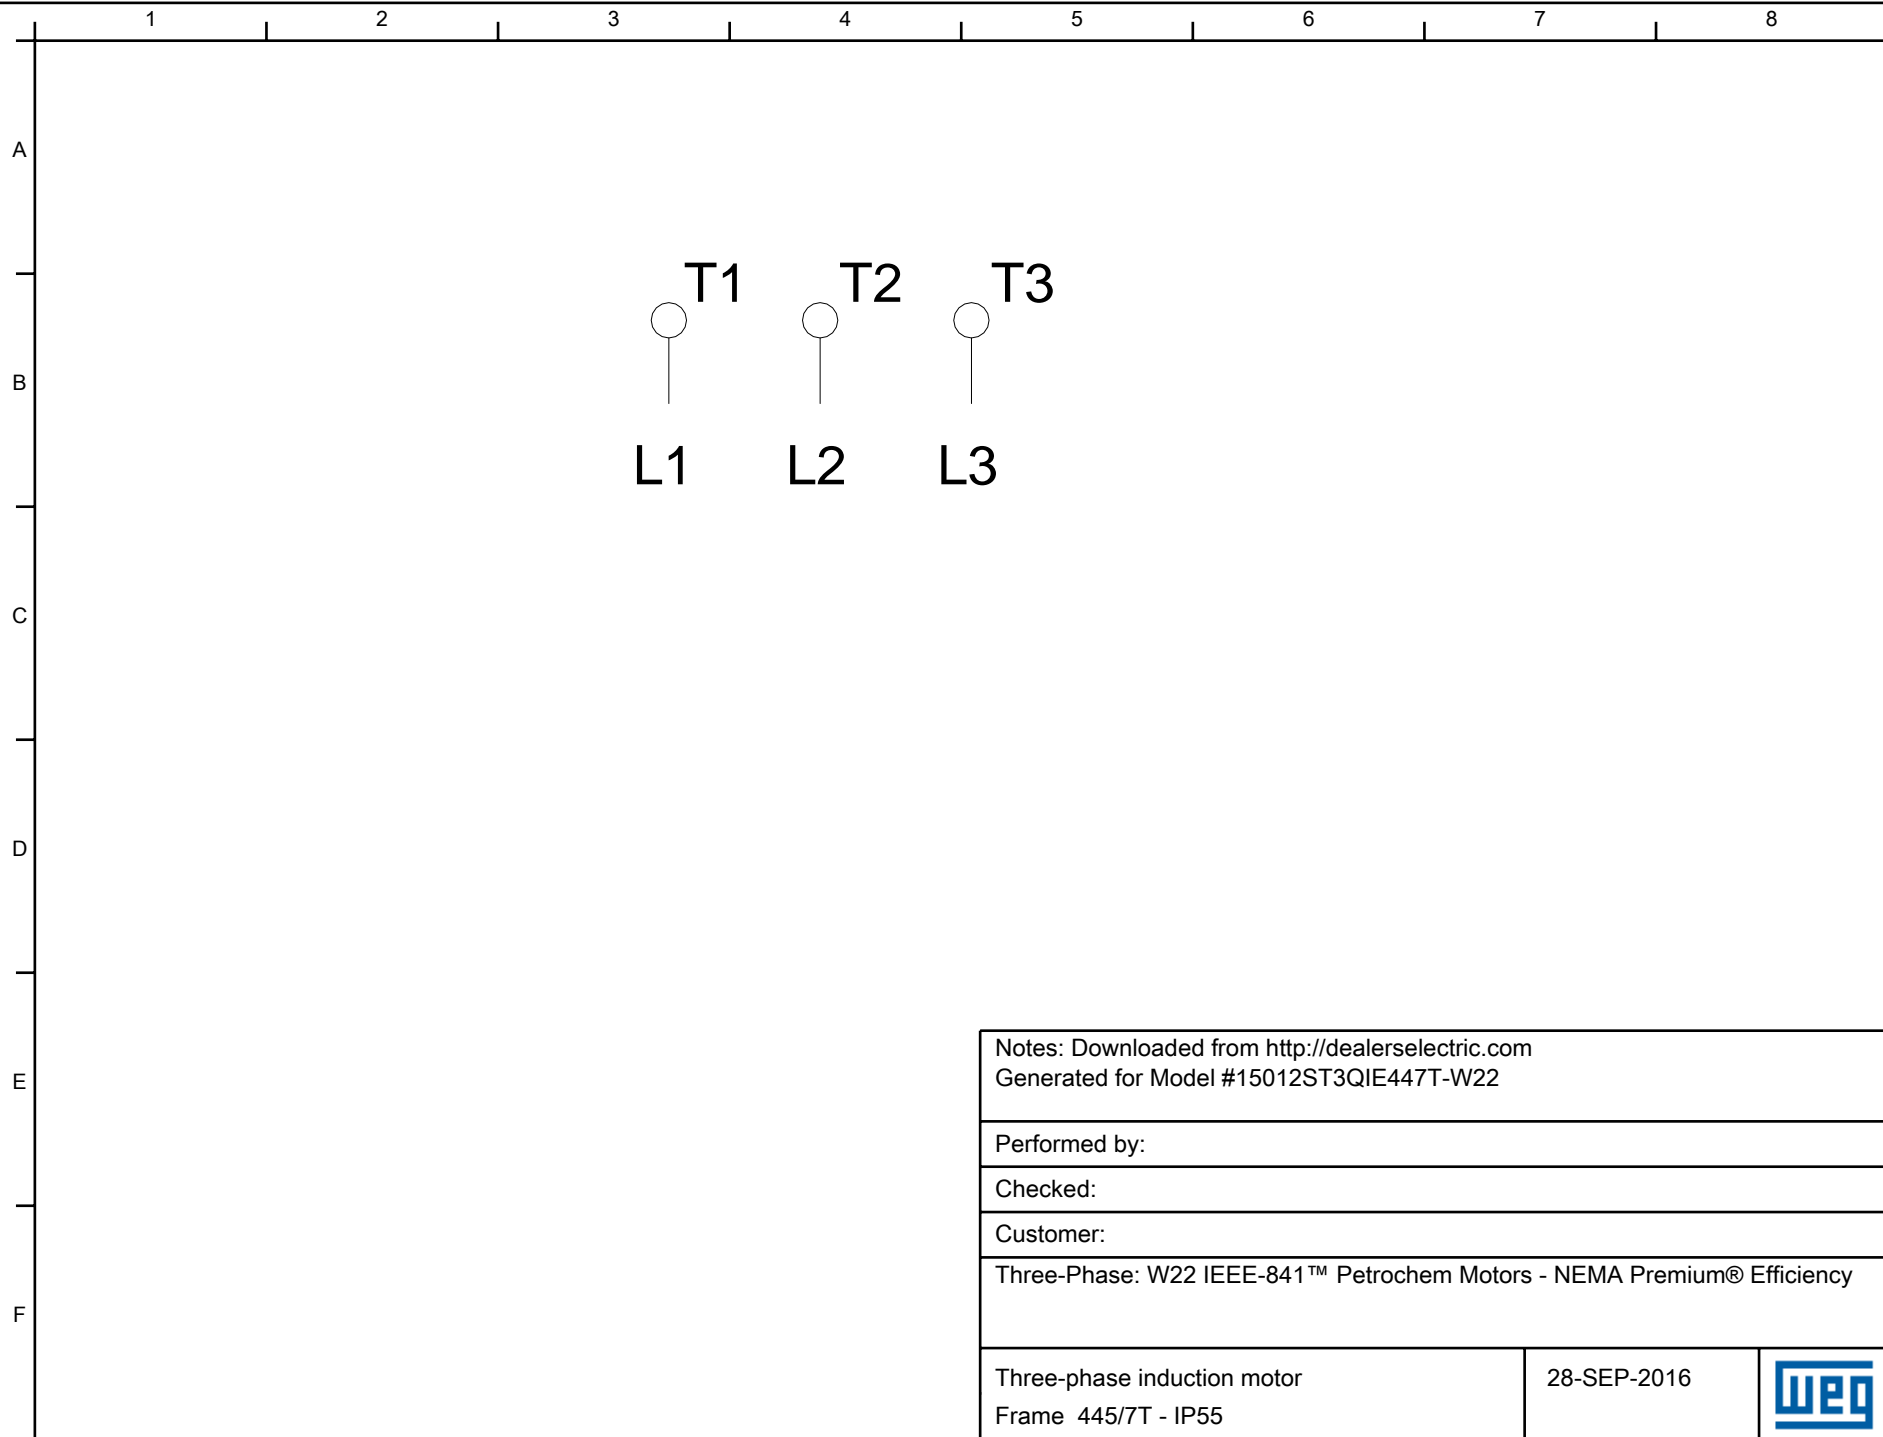 1 2 3 4 5 6 7 8
A
T1 T2 T3
B
L1 L2 L3
C
D
E
Notes: Downloaded from http://dealerselectric.com
Generated for Model #15012ST3QIE447T-W22
Performed by:
Checked:
Customer:
Three-Phase: W22 IEEE-841™ Petrochem Motors - NEMA Premium® Efficiency
F
Three-phase induction motor
Frame 445/7T - IP55
28-SEP-2016
weg